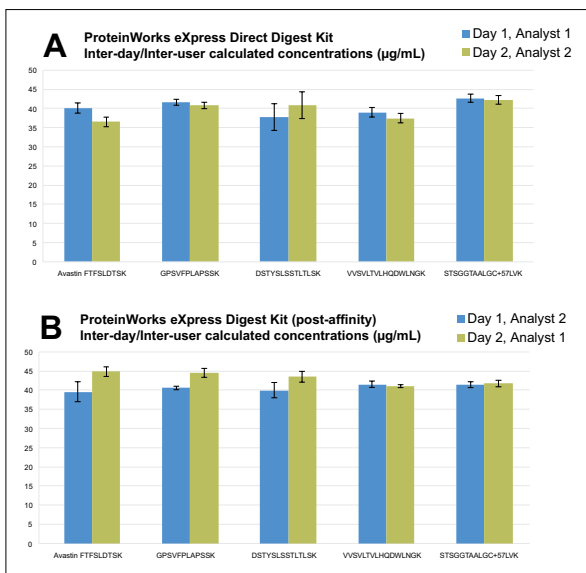 A
ProteinWorks eXpress Direct Digest Kit
Inter-day/Inter-user calculated concentrations (µg/mL)
Day 1, Analyst 1
Day 2, Analyst 2
50
45
40
35
30
25
20
15
10
5
0
Avastin FTFSLDTSK GPSVFPLAPSSK DSTYSLSSTLTLSK VVSVLTVLHQDWLNGK STSGGTAALGC+57LVK
B
ProteinWorks eXpress Digest Kit (post-affinity)
Inter-day/Inter-user calculated concentrations (µg/mL)
Day 1, Analyst 2
Day 2, Analyst 1
50
45
40
35
30
25
20
15
10
5
0
Avastin FTFSLDTSK GPSVFPLAPSSK DSTYSLSSTLTLSK VVSVLTVLHQDWLNGK STSGGTAALGC+57LVK